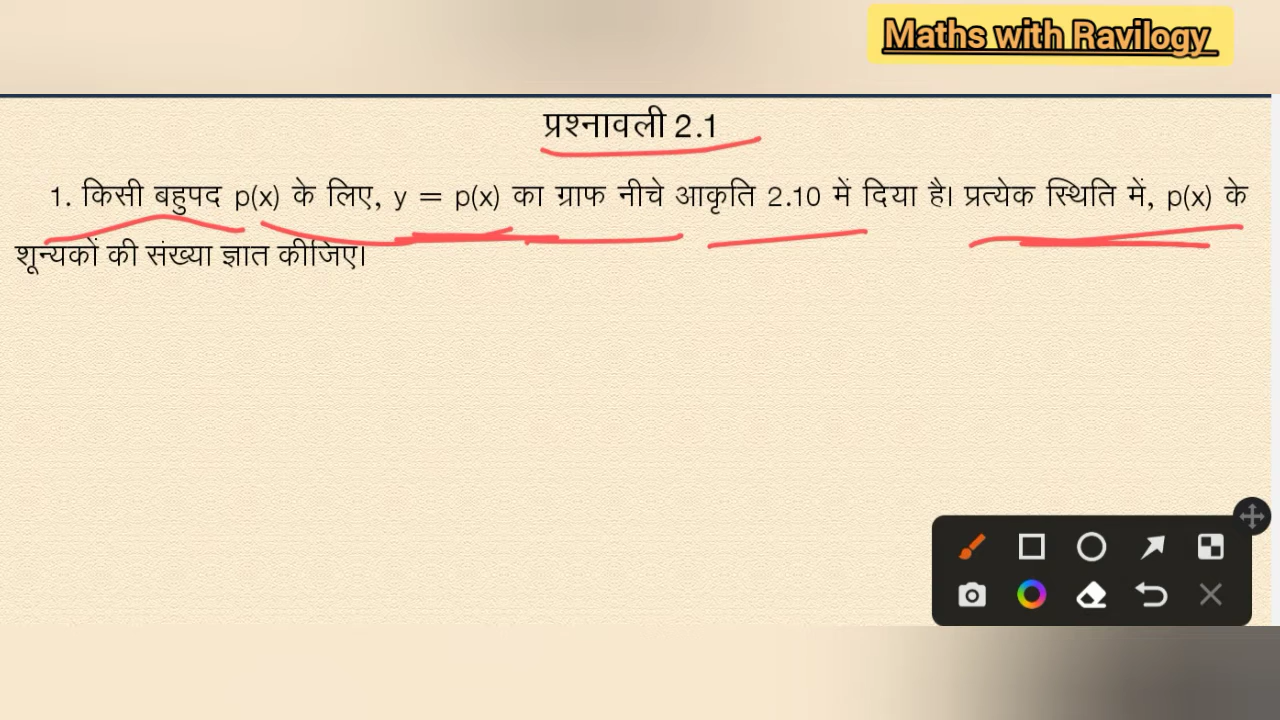 Maths with Ravilogy
प्रश्नावली 2.1
1. किसी बहुपद p(x) के लिए, y = p(x) का ग्राफ नीचे आकृति 2.10 में दिया है। प्रत्येक स्थिति में, p(x) के
शून्यकों की संख्या ज्ञात कीजिए।